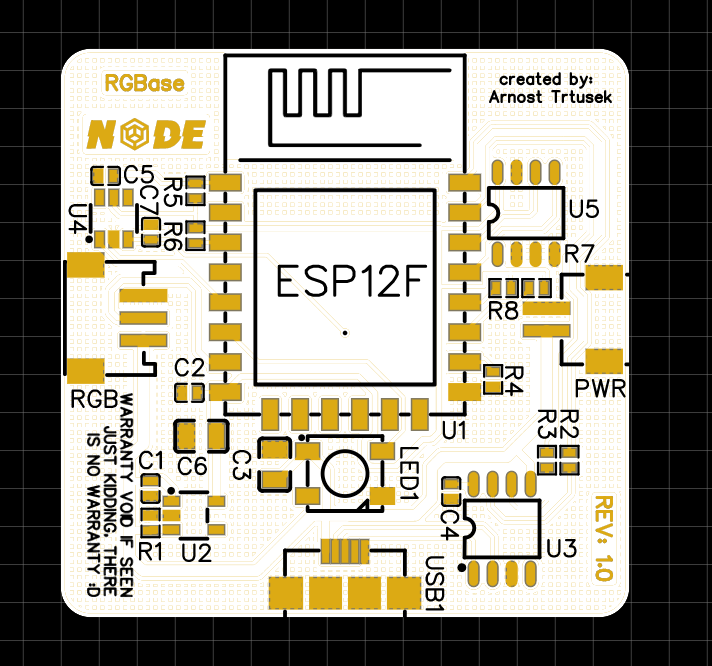 RGBase
created by:
Arnost Trtusek
NODE
C5
C7
R5
U4
R6
U5
R7
ESP12F
R8
C2
RGB
R4
PWR
U1
WARRANTY VOID IF SEEN
JUST KIDDING, THERE
IS NO WARRANTY :D
C6
C3
LED1
R3
R2
C1
R1
U2
C4
U3
REV: 1.0
USB1